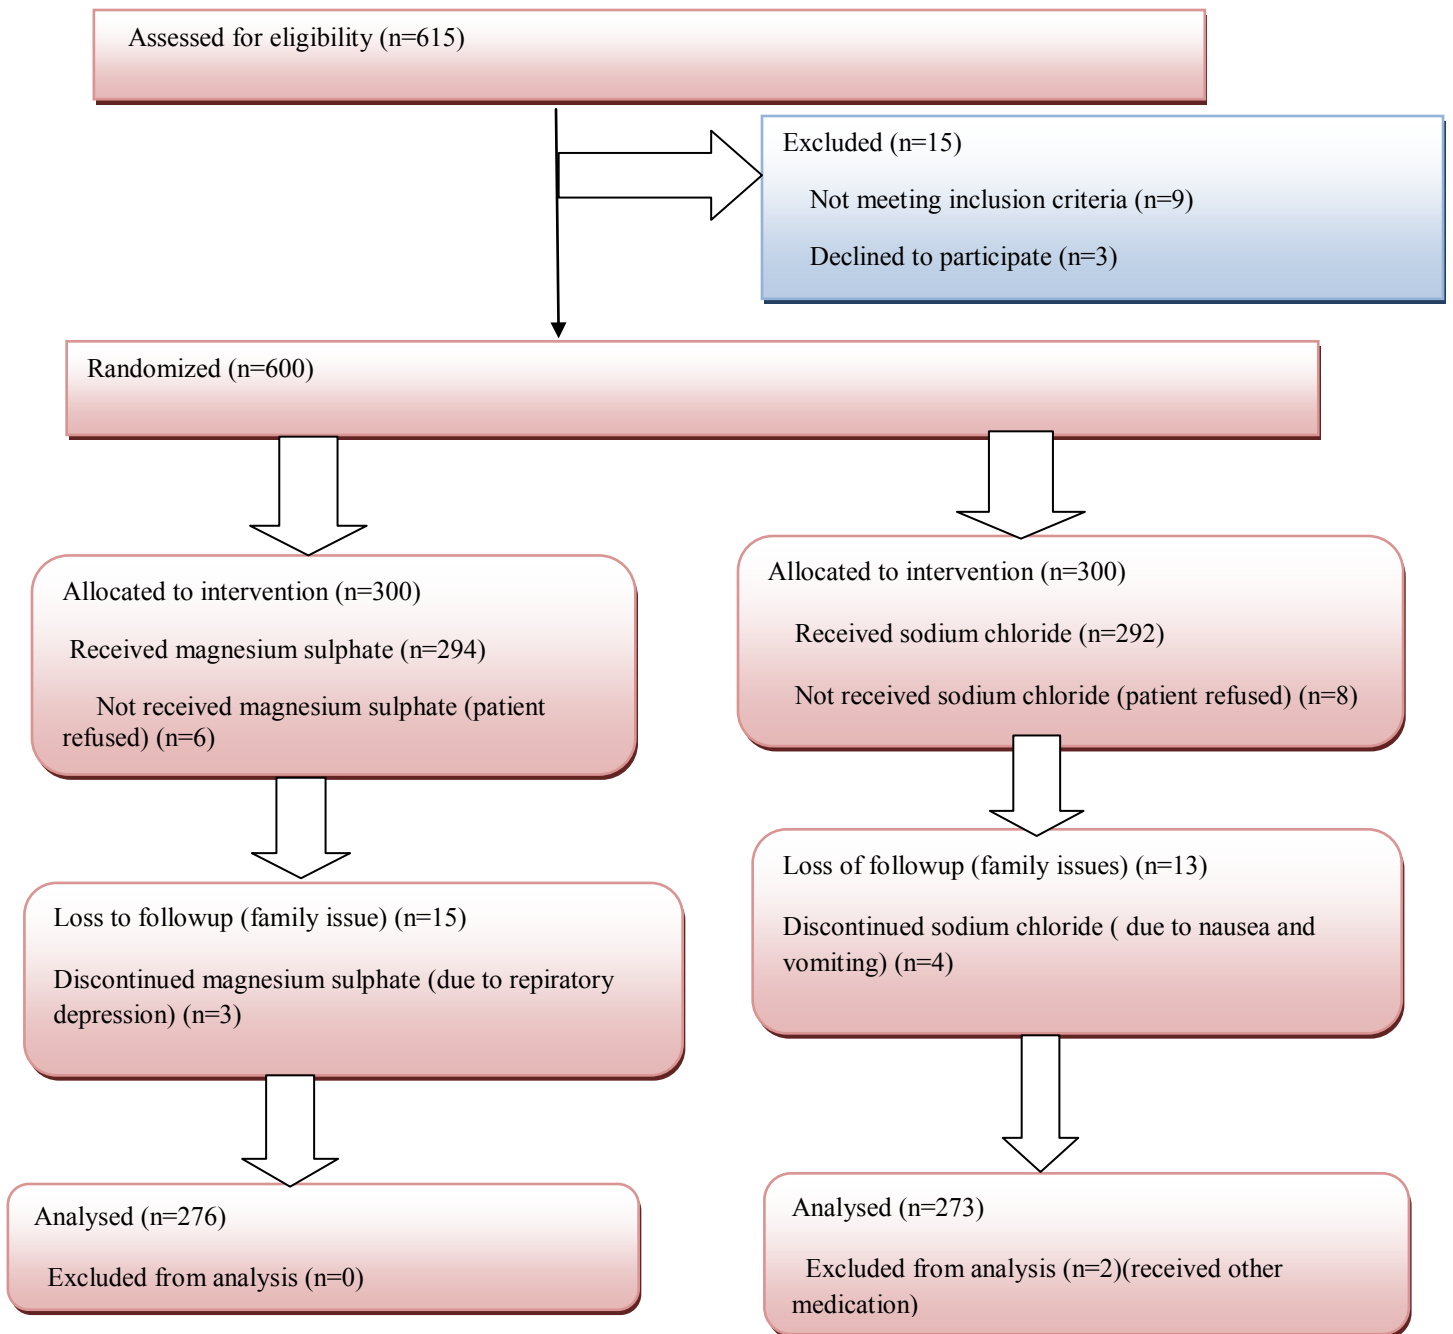 Assessed for eligibility (n=615)
Excluded (n=15)
Not meeting inclusion criteria (n=9)
Declined to participate (n=3)
Randomized (n=600)
Allocated to intervention (n=300)
Received magnesium sulphate (n=294)
Not received magnesium sulphate (patient
refused) (n=6)
Allocated to intervention (n=300)
Received sodium chloride (n=292)
Not received sodium chloride (patient refused) (n=8)
Loss to followup (family issue) (n=15)
Discontinued magnesium sulphate (due to repiratory
depression) (n=3)
Loss of followup (family issues) (n=13)
Discontinued sodium chloride ( due to nausea and
vomiting) (n=4)
Analysed (n=276)
Excluded from analysis (n=0)
Analysed (n=273)
Excluded from analysis (n=2)(received other
medication)